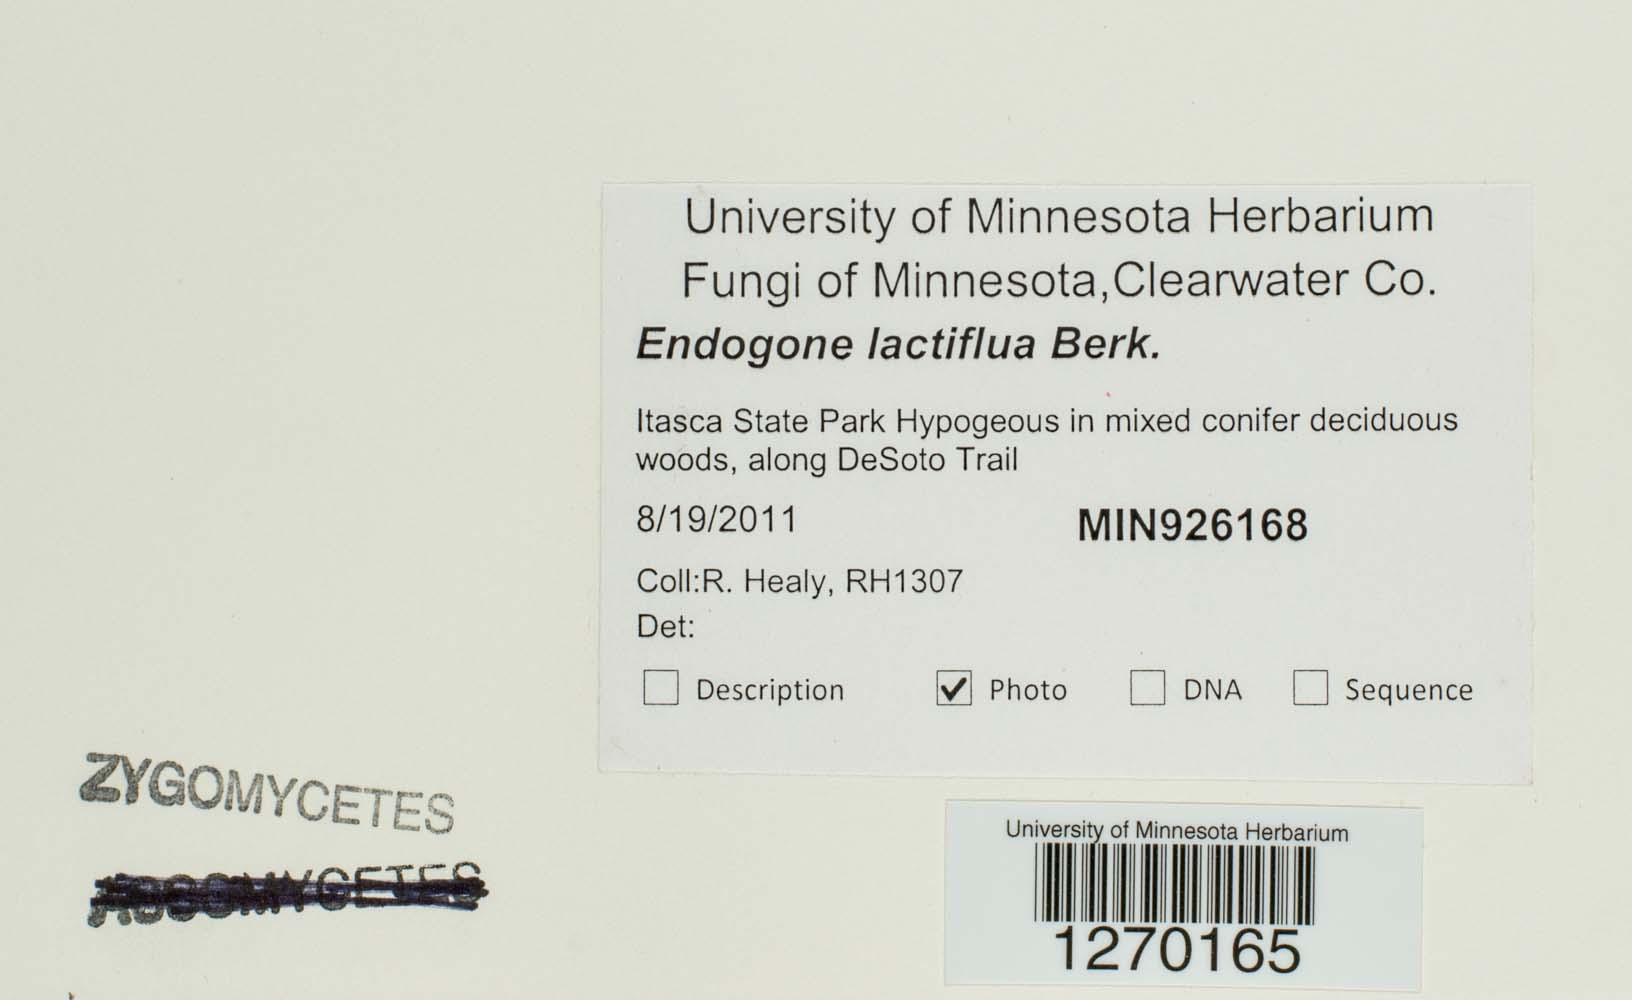 University of Minnesota Herbarium
Fungi of Minnesota,Clearwater Co.
Endogone lactiflua Berk.
Itasca State Park Hypogeous in mixed conifer deciduous
woods, along DeSoto Trail
8/19/2011 MIN926168
Coll:R. Healy, RH1307
Det:
Description Photo DNA Sequence
ZYGOMYCETES
ASCOMYCETES
University of Minnesota Herbarium
1270165